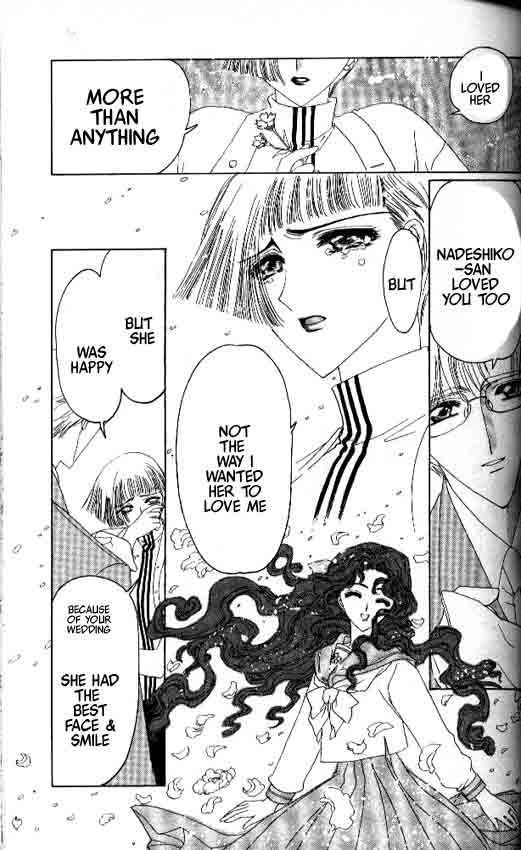 I
LOVED
HER
MORE
THAN
ANYTHING
NADESHIKO
-SAN
LOVED
YOU TOO
BUT
NOT
THE
WAY I
WANTED
HER TO
LOVE ME
BUT
SHE
WAS
HAPPY
BECAUSE
OF YOUR
WEDDING
SHE HAD
THE
BEST
FACE &
SMILE